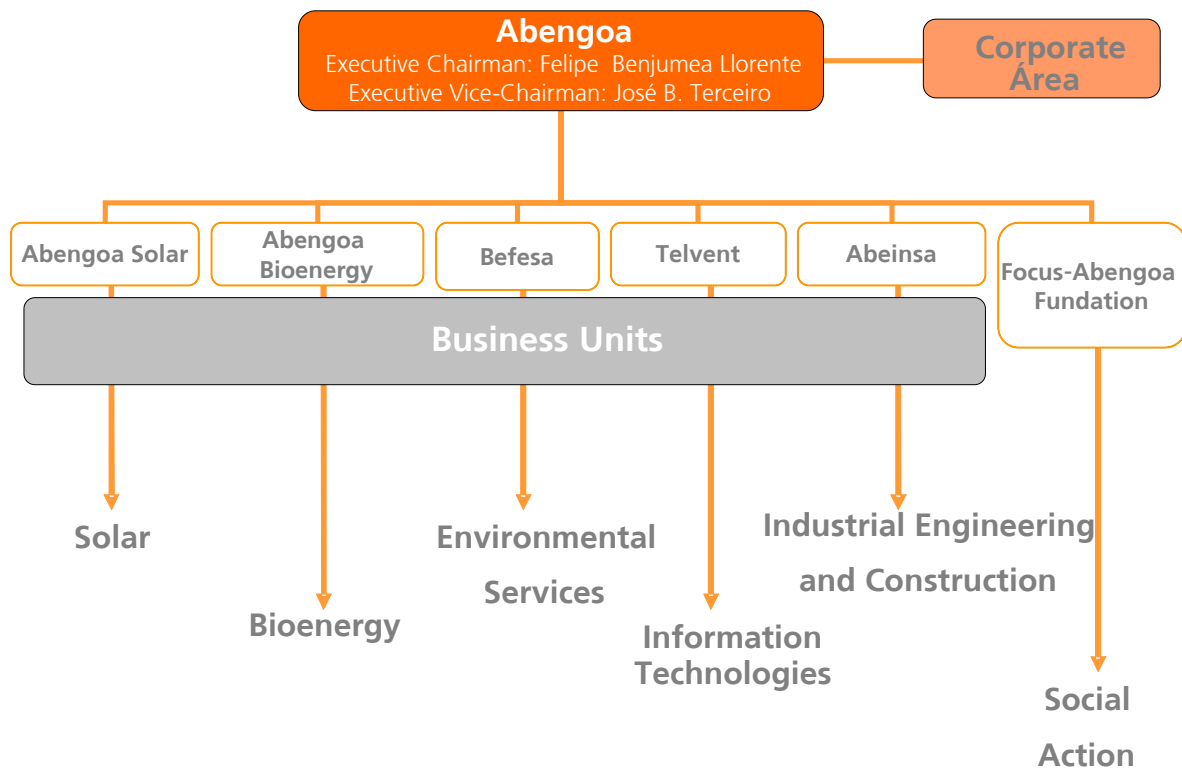 Abengoa
Executive Chairman: Felipe Benjumea Llorente
Executive Vice-Chairman: José B. Terceiro
Corporate
Área
Abengoa Solar
Abengoa
Bioenergy
Befesa
Telvent
Abeinsa
Focus-Abengoa
Fundation
Business Units
Solar
Bioenergy
Environmental
Services
Information
Technologies
Industrial Engineering
and Construction
Social
Action